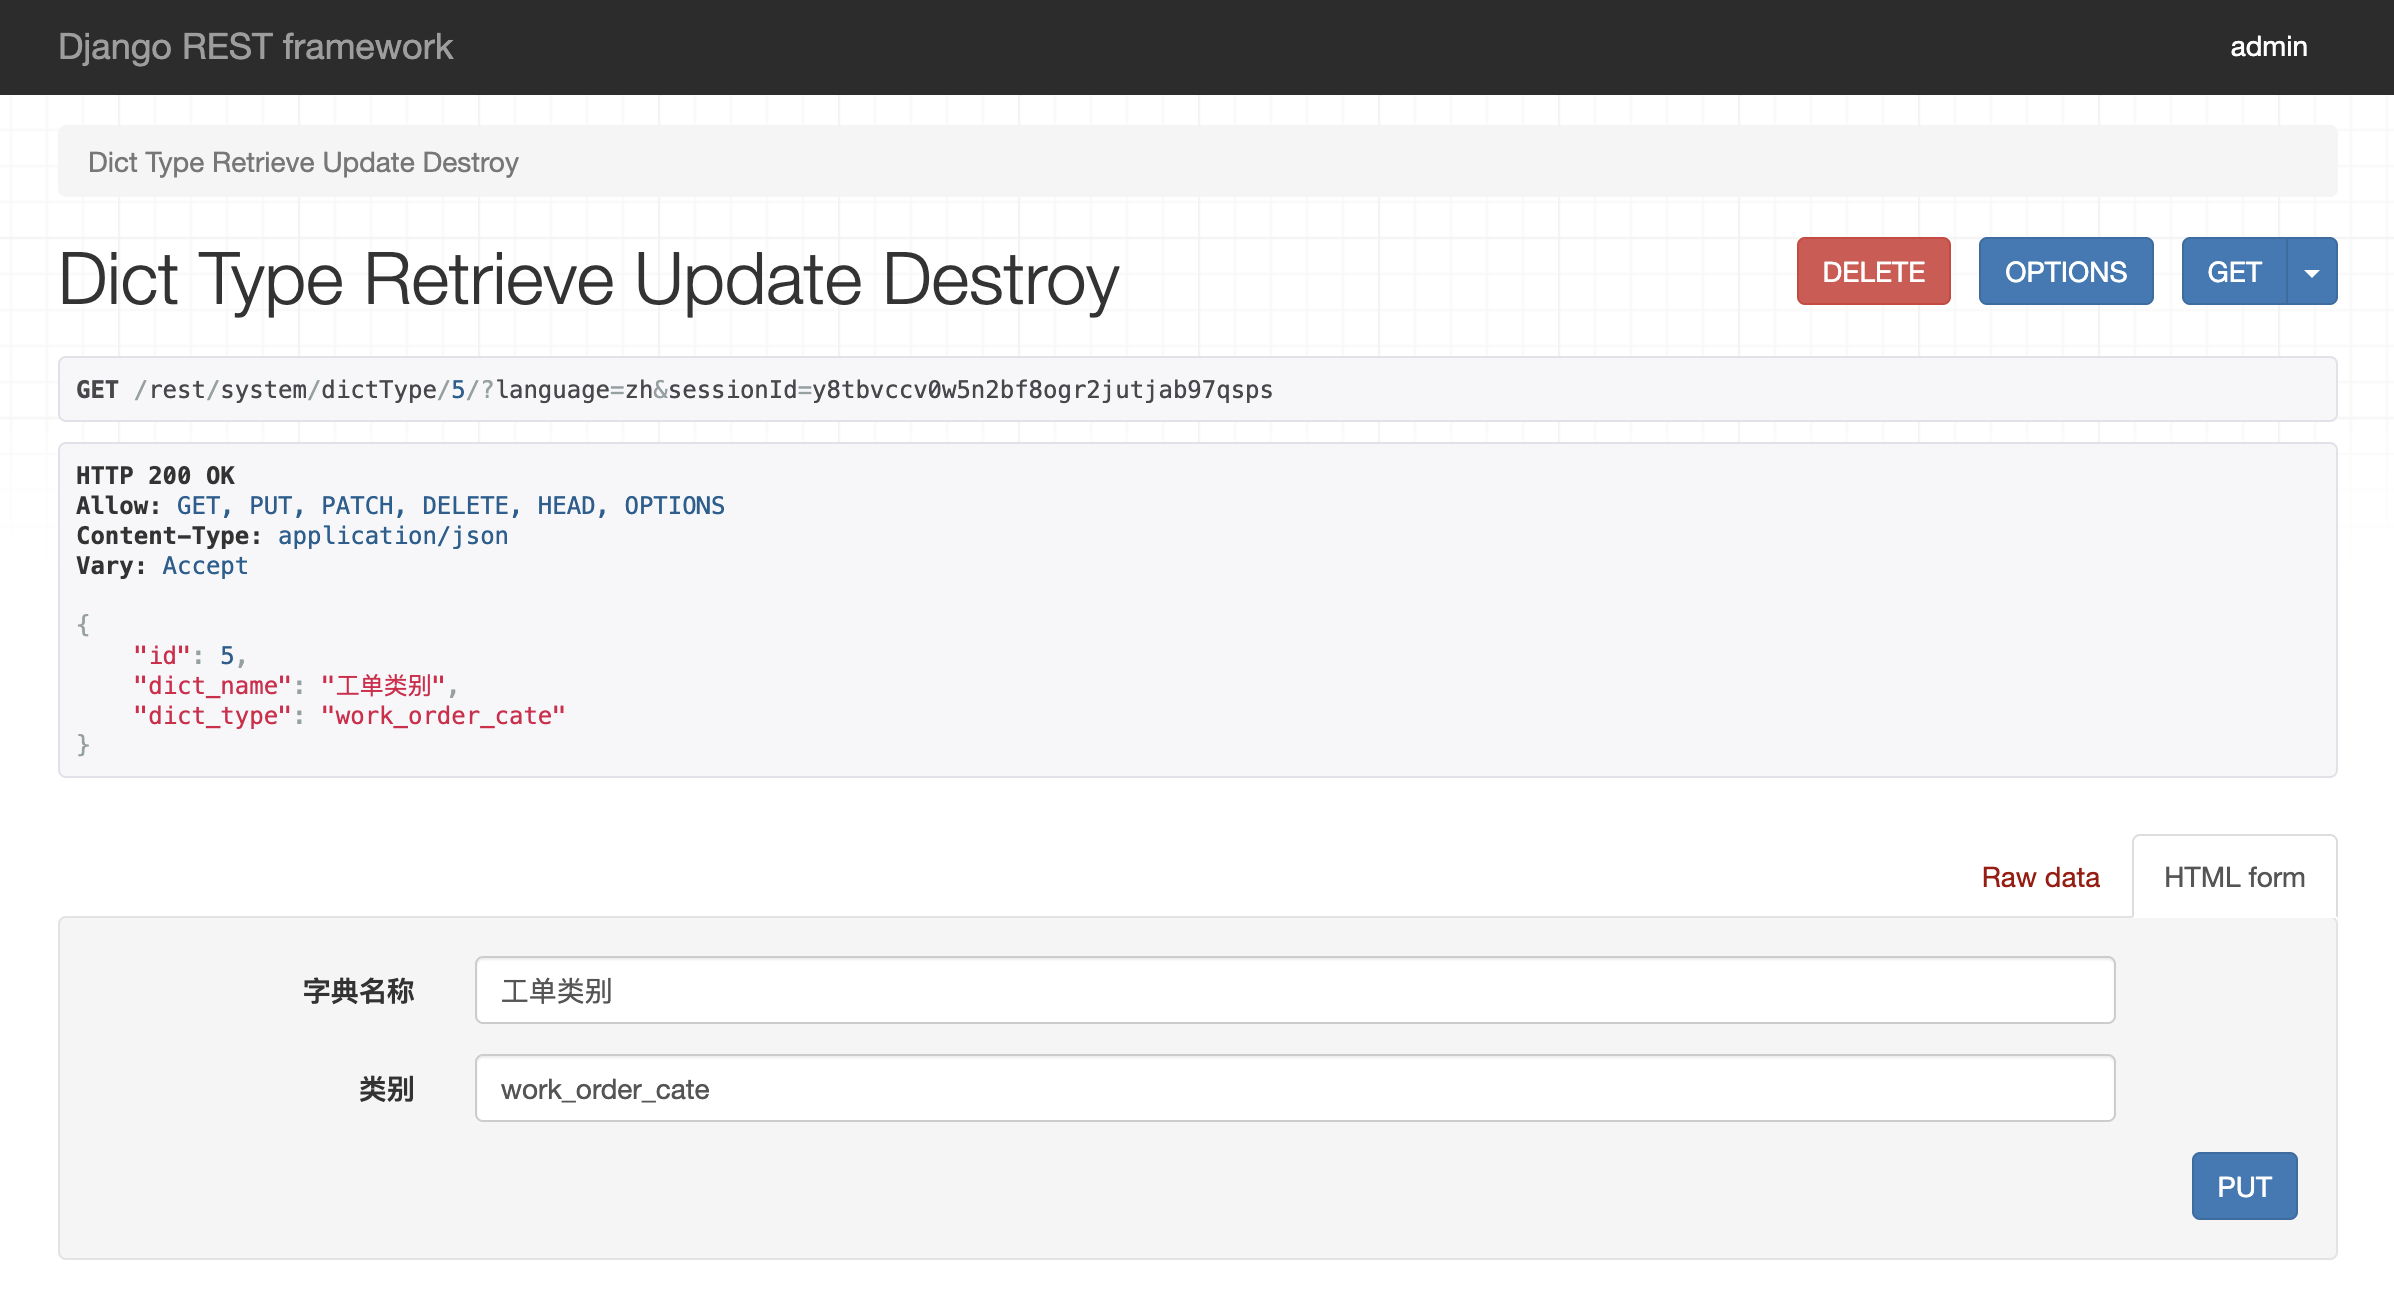 Django REST framework
admin
Dict Type Retrieve Update Destroy
Dict Type Retrieve Update Destroy
DELETE
OPTIONS
GET
GET /rest/system/dictType/5/?language=zh&sessionId=y8tbvccv0w5n2bf8ogr2jutjab97qsps
HTTP 200 OK
Allow: GET, PUT, PATCH, DELETE, HEAD, OPTIONS
Content-Type: application/json
Vary: Accept
{
"id": 5,
"dict_name": "工单类别",
"dict_type": "work_order_cate"
}
Raw data
HTML form
字典名称
工单类别
类别
work_order_cate
PUT